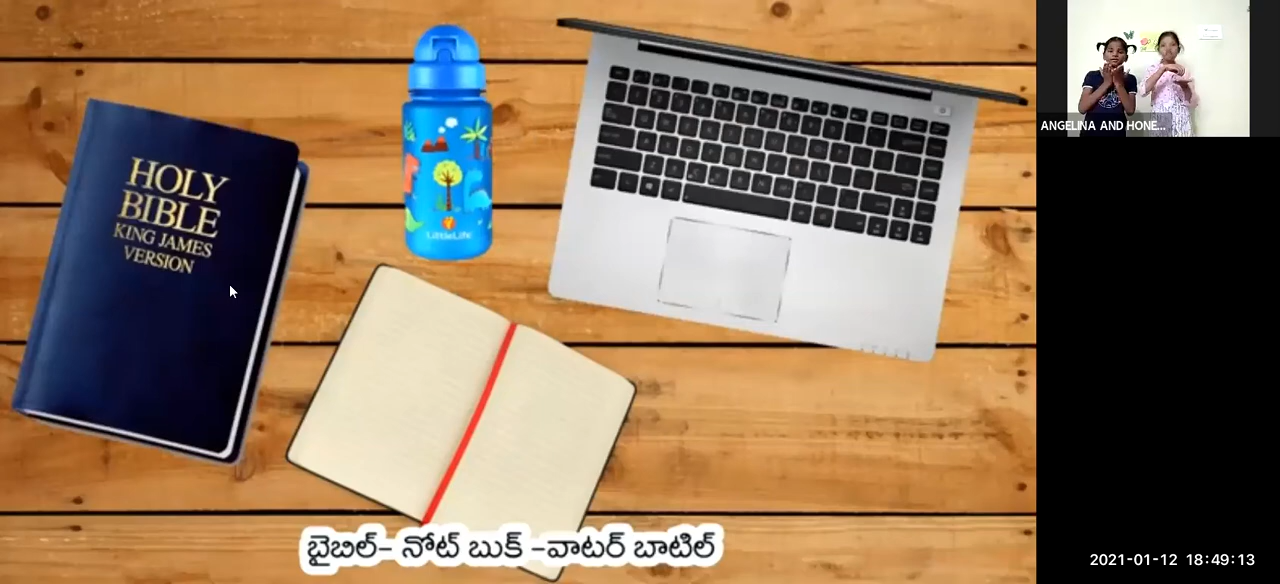 HOLY
BIBLE
KING JAMES
VERSION
LittleLife
బైబిల్- నోట్ బుక్ -వాటర్ బాటిల్
ANGELINA AND HONE...
2021-01-12 18:49:13